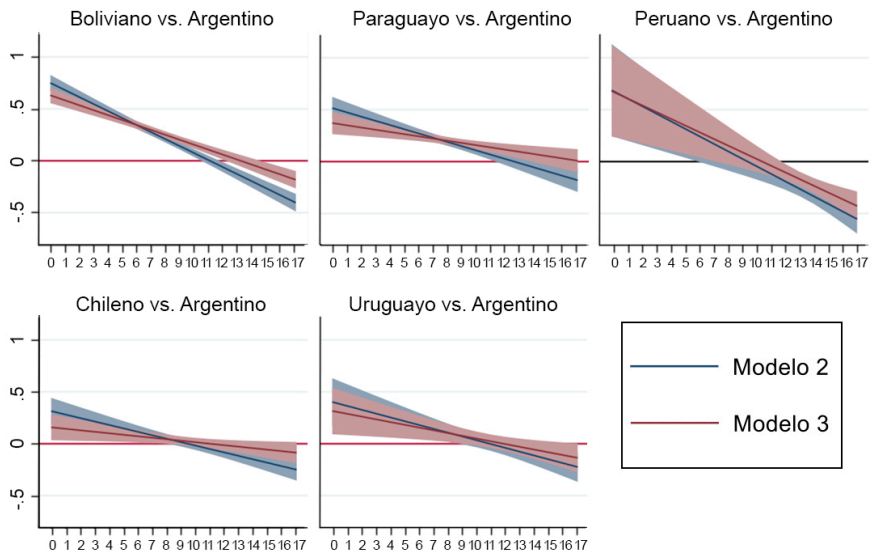 Boliviano vs. Argentino
Paraguayo vs. Argentino
Peruano vs. Argentino
1
.5
0
-.5
0 1 2 3 4 5 6 7 8 9 10 11 12 13 14 15 16 17
0 1 2 3 4 5 6 7 8 9 10 11 12 13 14 15 16 17
0 1 2 3 4 5 6 7 8 9 10 11 12 13 14 15 16 17
Chileno vs. Argentino
Uruguayo vs. Argentino
1
.5
0
-.5
0 1 2 3 4 5 6 7 8 9 10 11 12 13 14 15 16 17
0 1 2 3 4 5 6 7 8 9 10 11 12 13 14 15 16 17
Modelo 2
Modelo 3